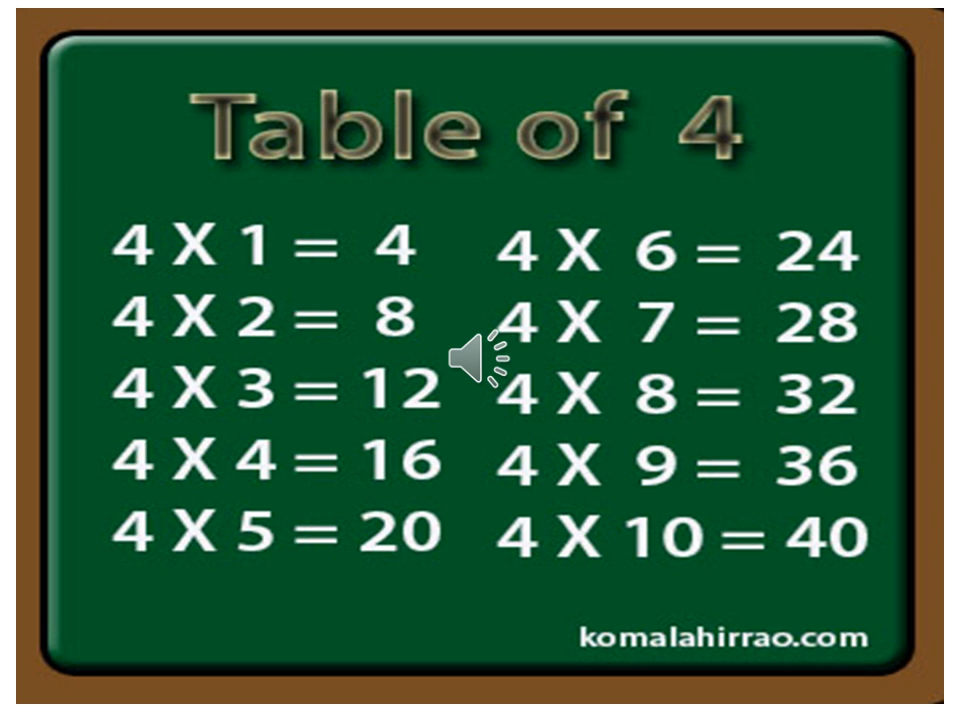 Table of 4
4 X 1 = 4
4 X 2 = 8
4 X 3 = 12
4 X 4 = 16
4 X 5 = 20
4 X 6 = 24
4 X 7 = 28
4 X 8 = 32
4 X 9 = 36
4 X 10 = 40
komalahirrao.com